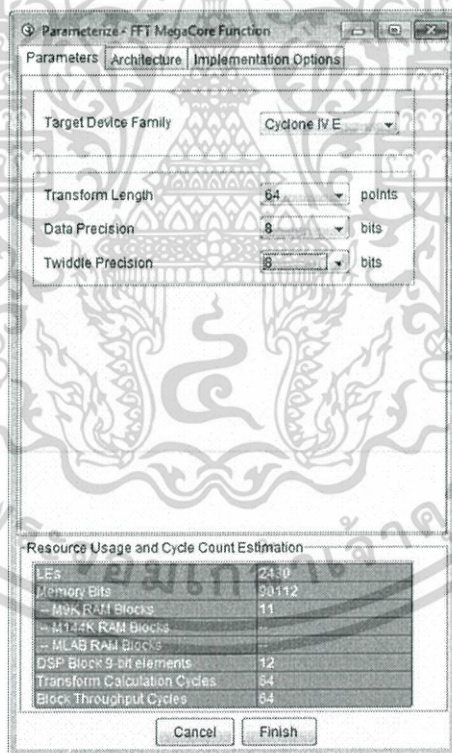 Parameterize - FFT MegaCore Function
Parameters Architecture Implementation Options
Target Device Family Cyclone IV E
Transform Length 64 points
Data Precision 8 bits
Twiddle Precision 8 bits
Resource Usage and Cycle Count Estimation
LEs
Memory Bits
-- M9K RAM Blocks 11
-- M144K RAM Blocks --
-- MLAB RAM Blocks --
DSP Block 9-bit elements 12
Transform Calculation Cycles 64
Block Throughput Cycles 64
Cancel Finish